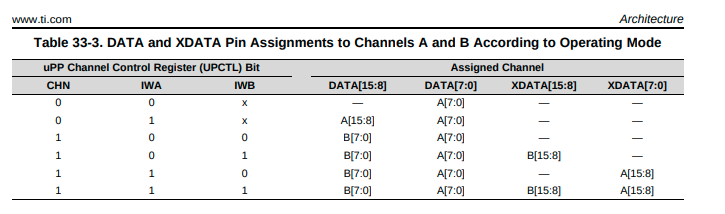 www.ti.com Architecture
Table 33-3. DATA and XDATA Pin Assignments to Channels A and B According to Operating Mode
uPP Channel Control Register (UPCTL) Bit Assigned Channel
CHN IWA IWB DATA[15:8] DATA[7:0] XDATA[15:8] XDATA[7:0]
0 0 x — A[7:0] — —
0 1 x A[15:8] A[7:0] — —
1 0 0 B[7:0] A[7:0] — —
1 0 1 B[7:0] A[7:0] B[15:8] —
1 1 0 B[7:0] A[7:0] — A[15:8]
1 1 1 B[7:0] A[7:0] B[15:8] A[15:8]